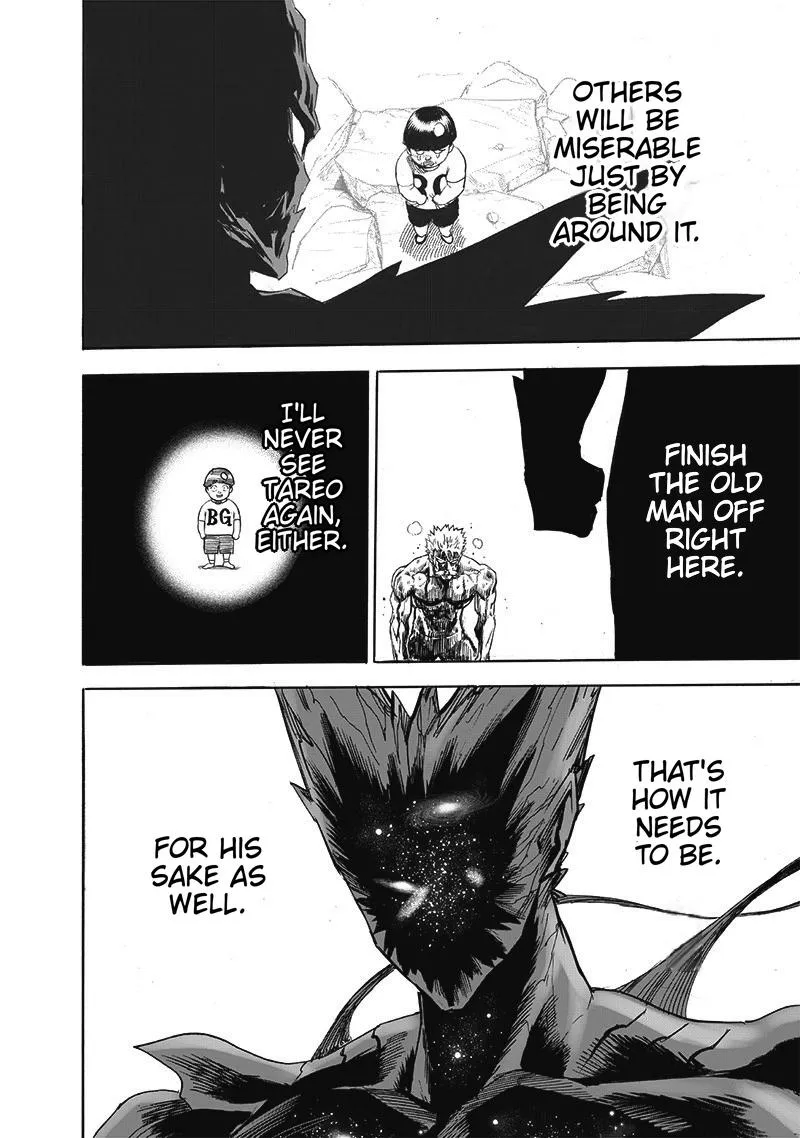 OTHERS
WILL BE
MISERABLE
JUST BY
BEING
AROUND IT.
FINISH
THE OLD
MAN OFF
RIGHT
HERE.
I'LL
NEVER
SEE
TAREO
AGAIN,
EITHER.
BG
THAT'S
HOW IT
NEEDS
TO BE.
FOR HIS
SAKE AS
WELL.